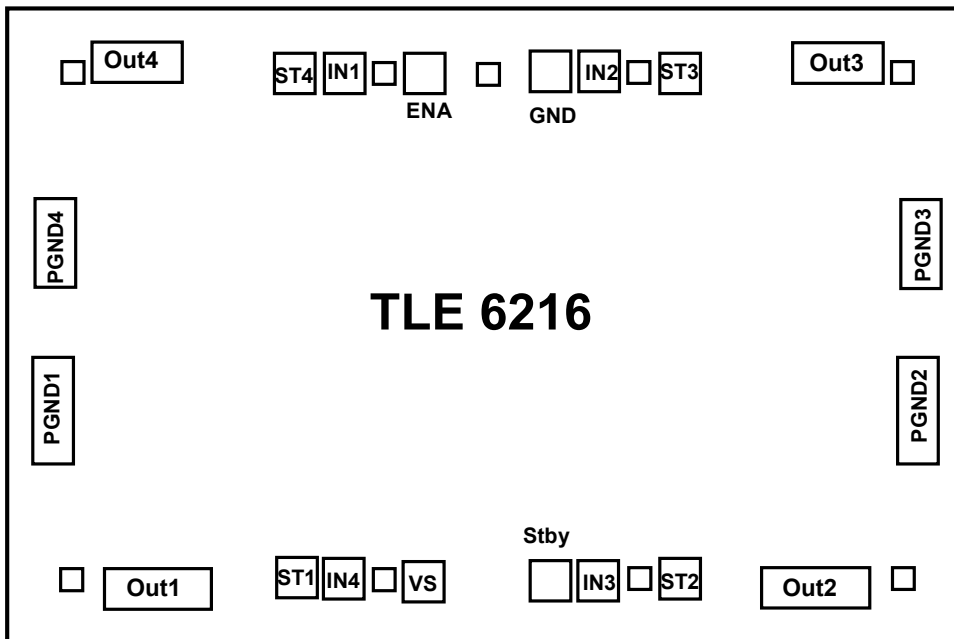 Out4
ST4 IN1
ENA
GND
IN2 ST3
Out3
PGND4
PGND3
TLE 6216
PGND1
PGND2
Out1
ST1 IN4 VS
Stby
IN3 ST2
Out2